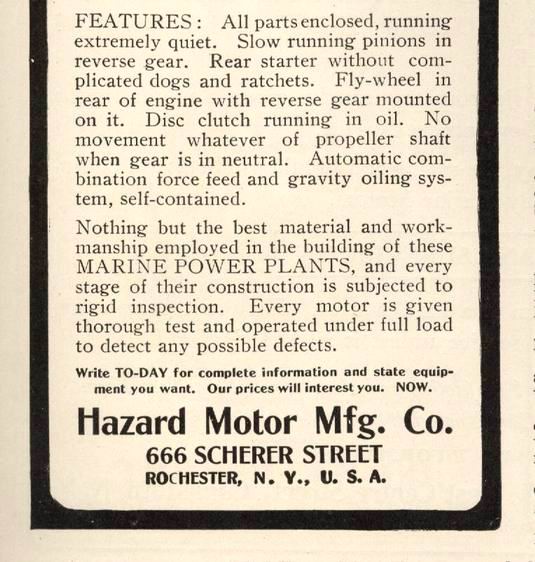 FEATURES: All parts enclosed, running
extremely quiet. Slow running pinions in
reverse gear. Rear starter without com-
plicated dogs and ratchets. Fly-wheel in
rear of engine with reverse gear mounted
on it. Disc clutch running in oil. No
movement whatever of propeller shaft
when gear is in neutral. Automatic com-
bination force feed and gravity oiling sys-
tem, self-contained.
Nothing but the best material and work-
manship employed in the building of these
MARINE POWER PLANTS, and every
stage of their construction is subjected to
rigid inspection. Every motor is given
thorough test and operated under full load
to detect any possible defects.
Write TO-DAY for complete information and state equip-
ment you want. Our prices will interest you. NOW.
Hazard Motor Mfg. Co.
666 SCHERER STREET
ROCHESTER, N. Y., U. S. A.